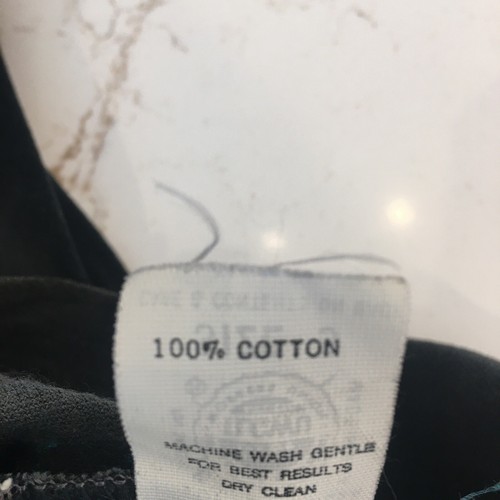 100% COTTON
MACHINE WASH GENTLE
FOR BEST RESULTS
DRY CLEAN